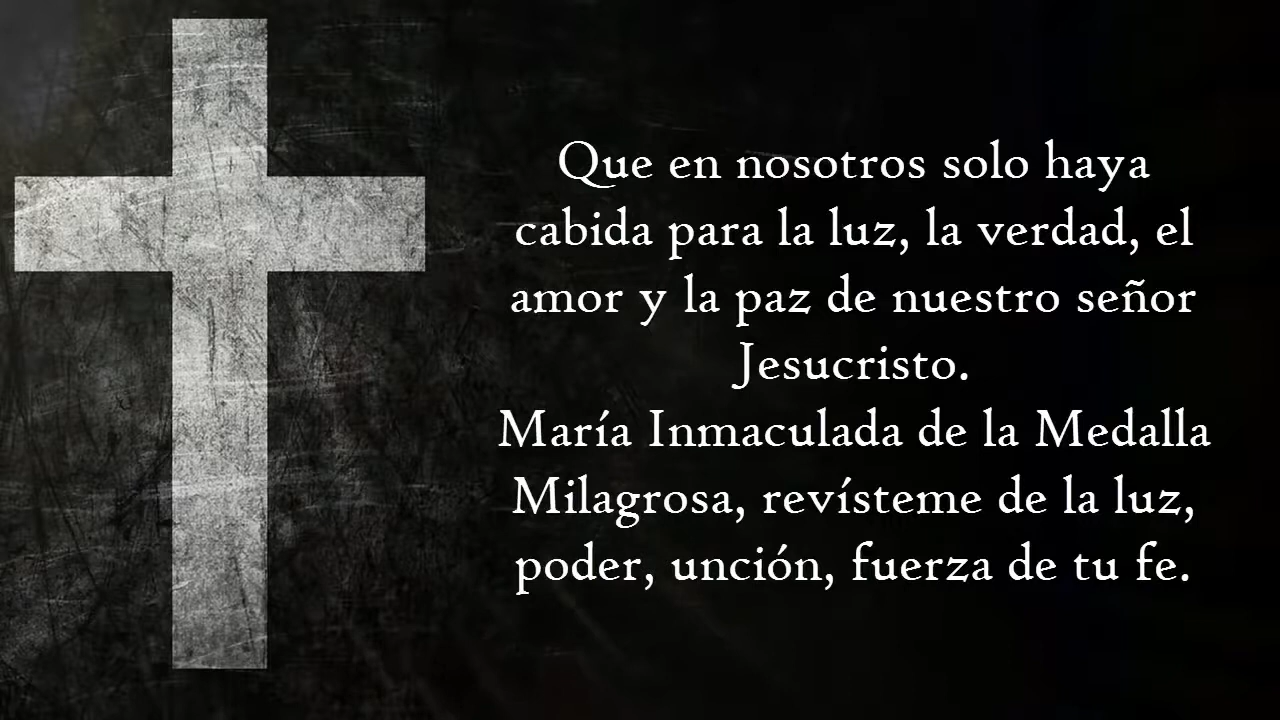 Que en nosotros solo haya
cabida para la luz, la verdad, el
amor y la paz de nuestro señor
Jesucristo.
María Inmaculada de la Medalla
Milagrosa, revísteme de la luz,
poder, unción, fuerza de tu fe.